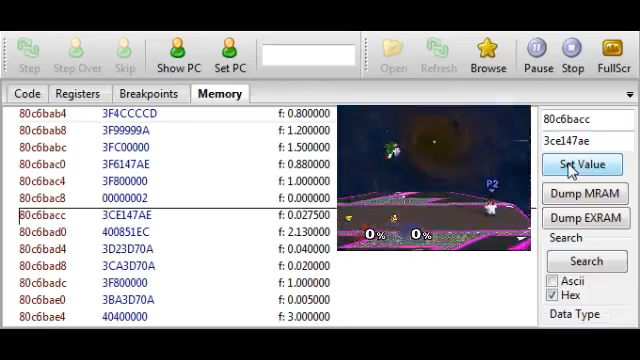 Step Step Over Skip Show PC Set PC Open Refresh Browse Pause Stop FullScr
Code Registers Breakpoints Memory
80c6bab4 3F4CCCCD f: 0.800000
80c6bab8 3F99999A f: 1.200000
80c6babc 3FC00000 f: 1.500000
80c6bac0 3F6147AE f: 0.880000
80c6bac4 3F800000 f: 1.000000
80c6bac8 00000002 f: 0.000000
80c6bacc 3CE147AE f: 0.027500
80c6bad0 400851EC f: 2.130000
80c6bad4 3D23D70A f: 0.040000
80c6bad8 3CA3D70A f: 0.020000
80c6badc 3F800000 f: 1.000000
80c6bae0 3BA3D70A f: 0.005000
80c6bae4 40400000 f: 3.000000
P2
0% 0%
80c6bacc
3ce147ae
Set Value
Dump MRAM
Dump EXRAM
Search
Search
Ascii
Hex
Data Type